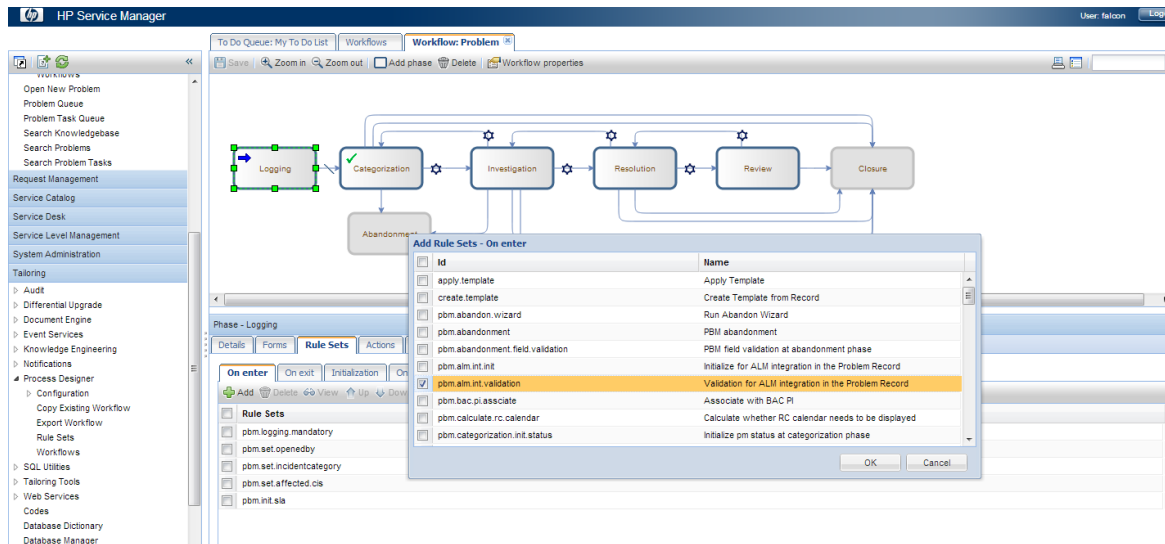 HP Service Manager
User: falcon
To Do Queue: My To Do List
Workflows
Workflow: Problem
Save
Zoom in
Zoom out
Add phase
Delete
Workflow properties
Workflows
Open New Problem
Problem Queue
Problem Task Queue
Search Knowledgebase
Search Problems
Search Problem Tasks
Request Management
Service Catalog
Service Desk
Service Level Management
System Administration
Tailoring
Audit
Differential Upgrade
Document Engine
Event Services
Knowledge Engineering
Notifications
Process Designer
Configuration
Copy Existing Workflow
Export Workflow
Rule Sets
Workflows
SQL Utilities
Tailoring Tools
Web Services
Codes
Database Dictionary
Database Manager
Logging
Categorization
Investigation
Resolution
Review
Closure
Phase - Logging
Details
Forms
Rule Sets
Actions
On enter
On exit
Initialization
Add
Delete
View
Up
Rule Sets
pbm.logging.mandatory
pbm.set.openedby
pbm.set.incidentcategory
pbm.set.affected.cis
pbm.init.sla
Add Rule Sets - On enter
Id Name
apply.template Apply Template
create.template Create Template from Record
pbm.abandon.wizard Run Abandon Wizard
pbm.abandonment PBM abandonment
pbm.abandonment.field.validation PBM field validation at abandonment phase
pbm.alm.int.init Initialize for ALM integration in the Problem Record
pbm.alm.int.validation Validation for ALM integration in the Problem Record
pbm.bac.pi.assciate Associate with BAC PI
pbm.calculate.rc.calendar Calculate whether RC calendar needs to be displayed
pbm.categorization.init.status Initialize pm status at categorization phase
OK
Cancel